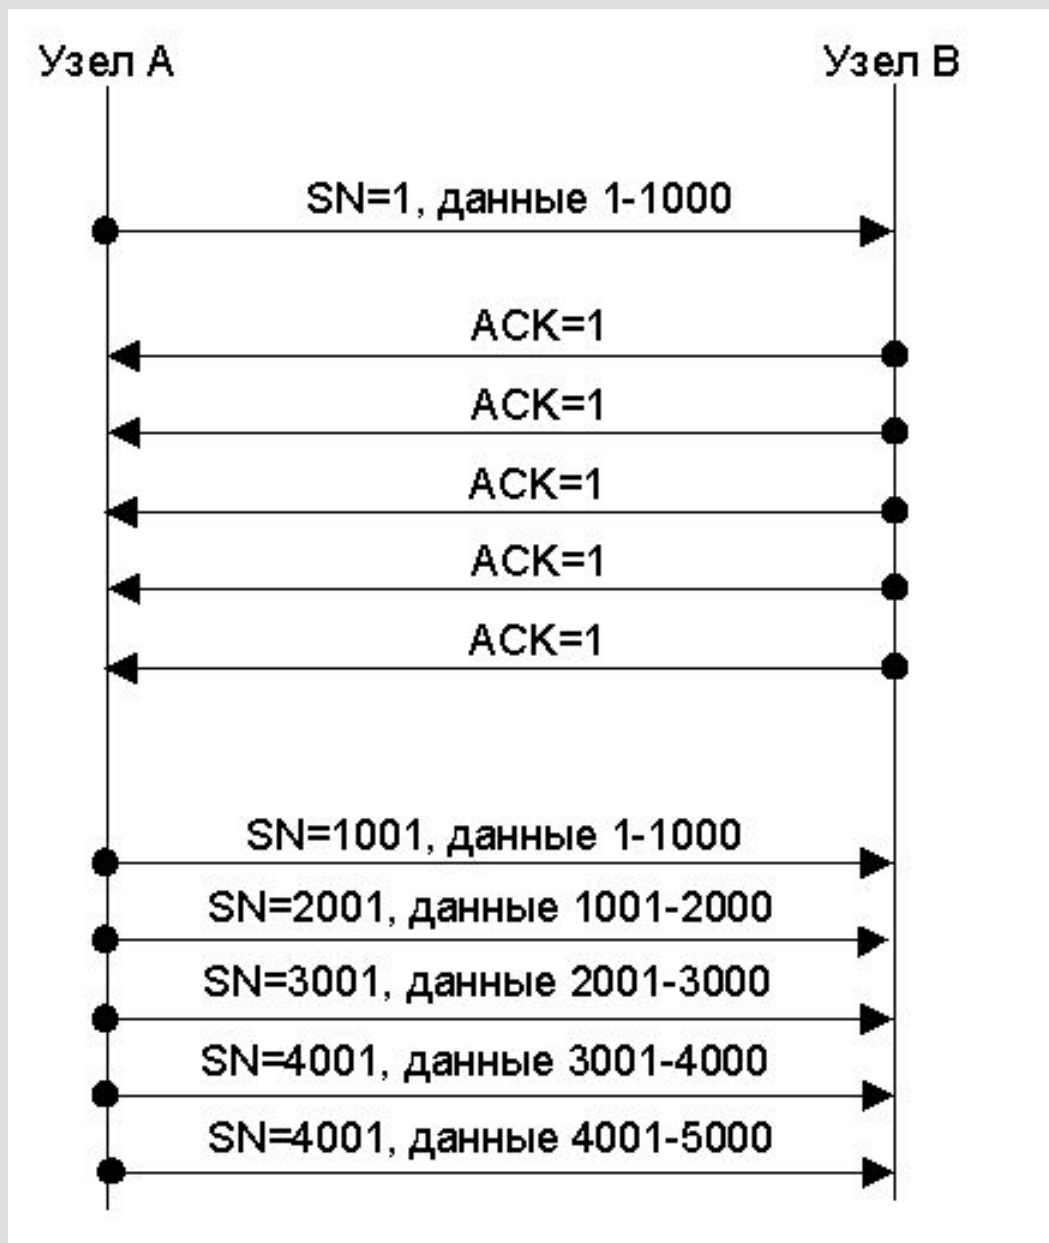 Узел A
Узел B
SN=1, данные 1-1000
ACK=1
ACK=1
ACK=1
ACK=1
ACK=1
SN=1001, данные 1-1000
SN=2001, данные 1001-2000
SN=3001, данные 2001-3000
SN=4001, данные 3001-4000
SN=4001, данные 4001-5000